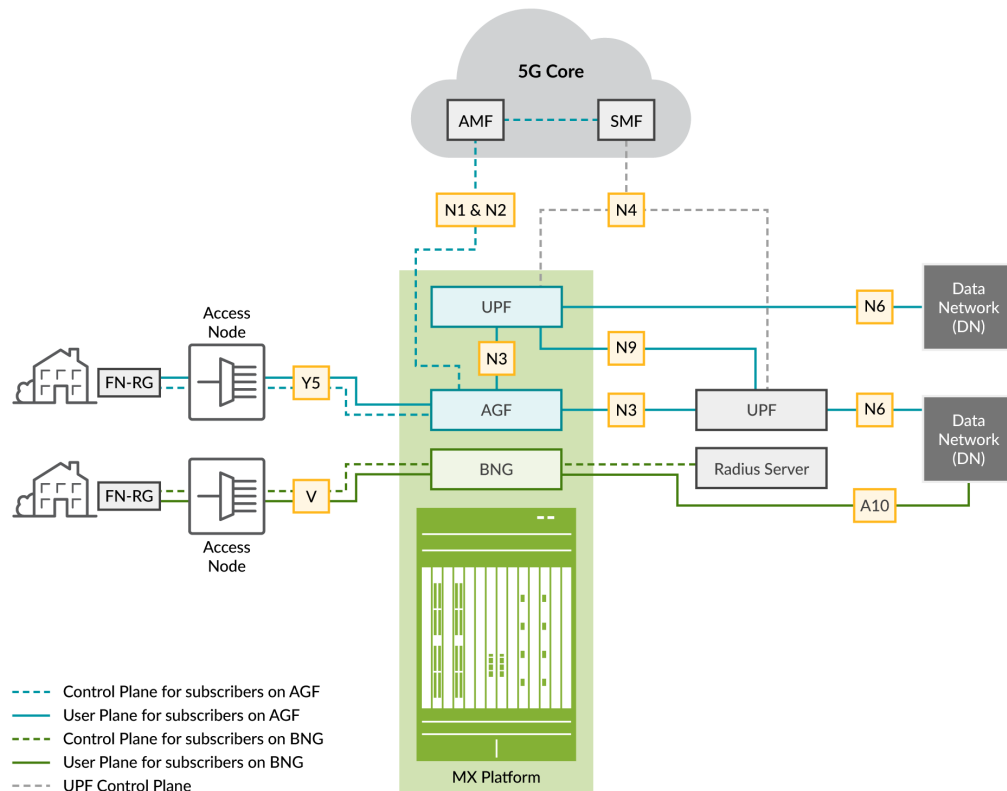 5G Core
AMF
SMF
N1 & N2
N4
UPF
N6
Data
Network
(DN)
Access
Node
N3
N9
FN-RG
Y5
AGF
N3
UPF
N6
Data
Network
(DN)
BNG
Radius Server
FN-RG
V
A10
Access
Node
Control Plane for subscribers on AGF
User Plane for subscribers on AGF
Control Plane for subscribers on BNG
User Plane for subscribers on BNG
UPF Control Plane
MX Platform